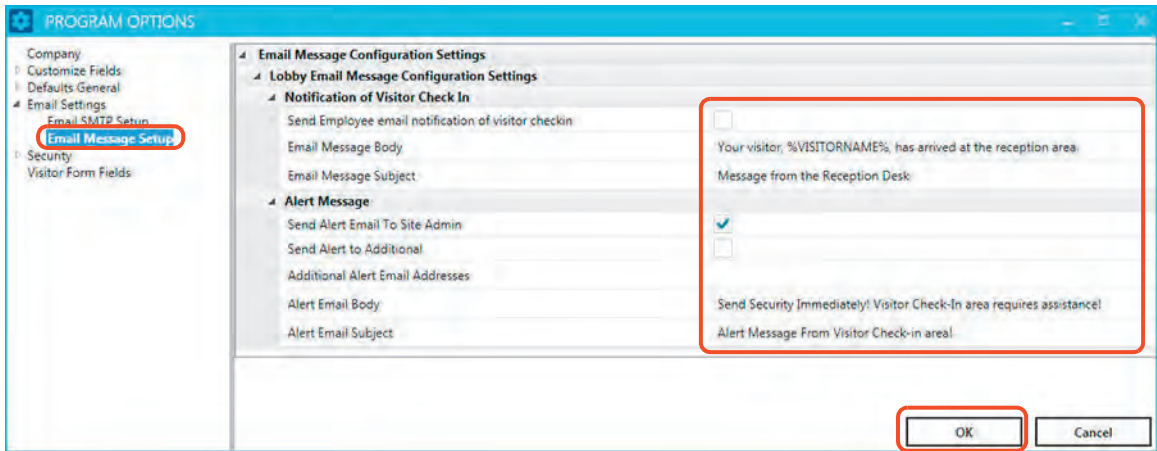 PROGRAM OPTIONS
Company
Customize Fields
Defaults General
Email Settings
Email SMTP Setup
Email Message Setup
Security
Visitor Form Fields
Email Message Configuration Settings
Lobby Email Message Configuration Settings
Notification of Visitor Check In
Send Employee email notification of visitor checkin
Email Message Body Your visitor, %VISITORNAME%, has arrived at the reception area.
Email Message Subject Message from the Reception Desk
Alert Message
Send Alert Email To Site Admin
Send Alert to Additional
Additional Alert Email Addresses
Alert Email Body Send Security Immediately! Visitor Check-In area requires assistance!
Alert Email Subject Alert Message From Visitor Check-in area!
OK Cancel